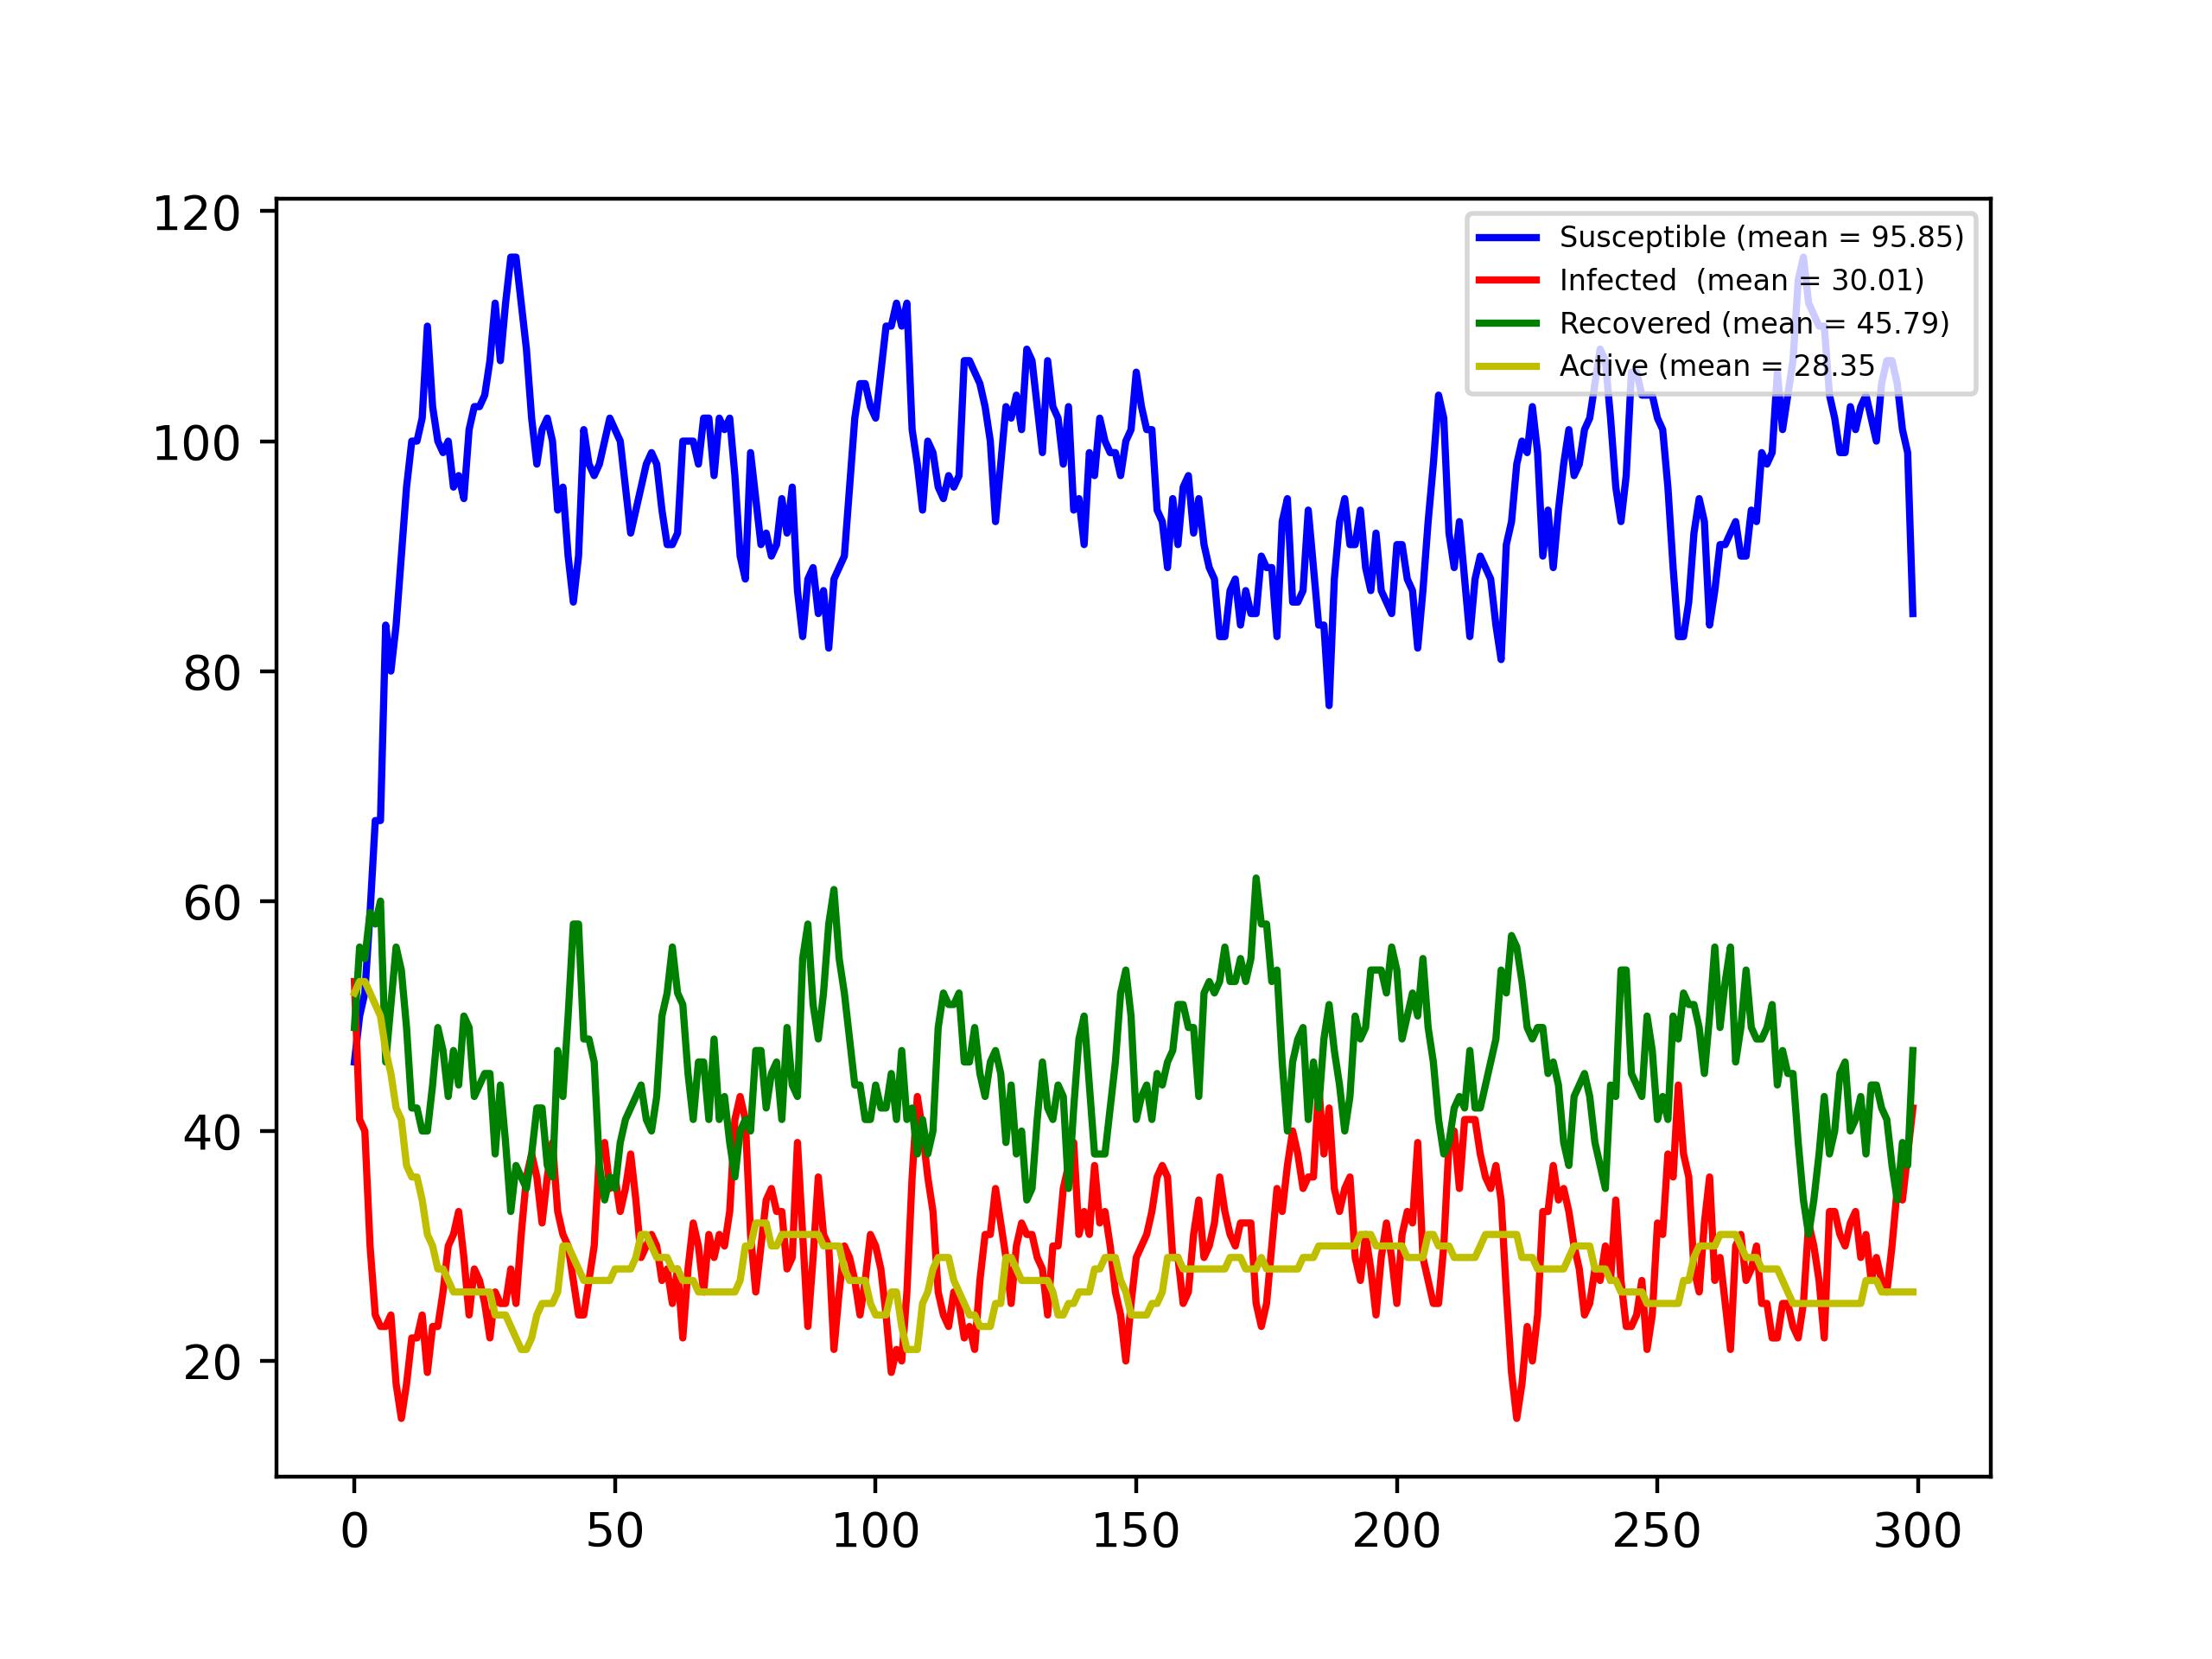 120
100
80
60
40
20
0 50 100 150 200 250 300
Susceptible (mean = 95.85)
Infected  (mean = 30.01)
Recovered (mean = 45.79)
Active (mean = 28.35